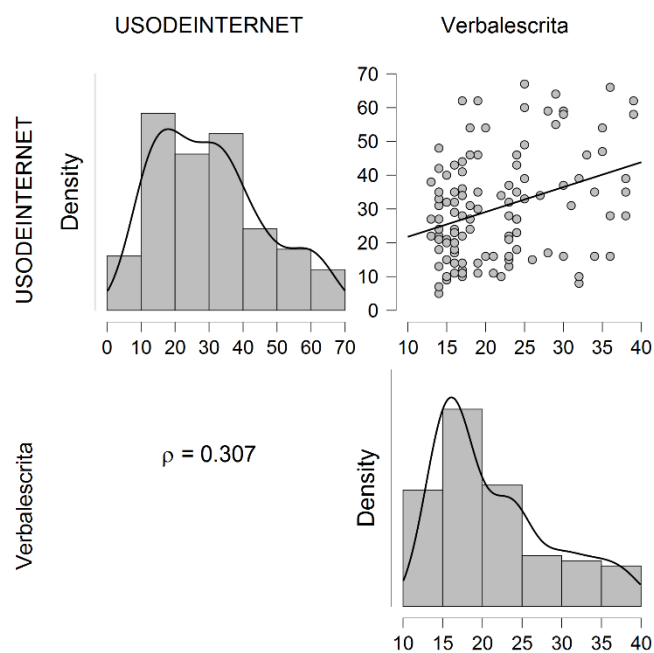 USODEINTERNET Verbalescrita
USODEINTERNET
Density
70
60
50
40
30
20
10
0
0 10 20 30 40 50 60 70
10 15 20 25 30 35 40
Verbalescrita
ρ = 0.307
Density
10 15 20 25 30 35 40